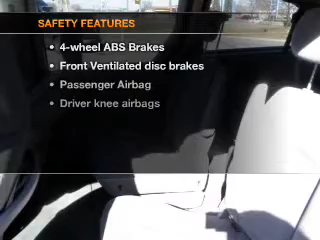 SAFETY FEATURES
• 4-wheel ABS Brakes
• Front Ventilated disc brakes
• Passenger Airbag
• Driver knee airbags